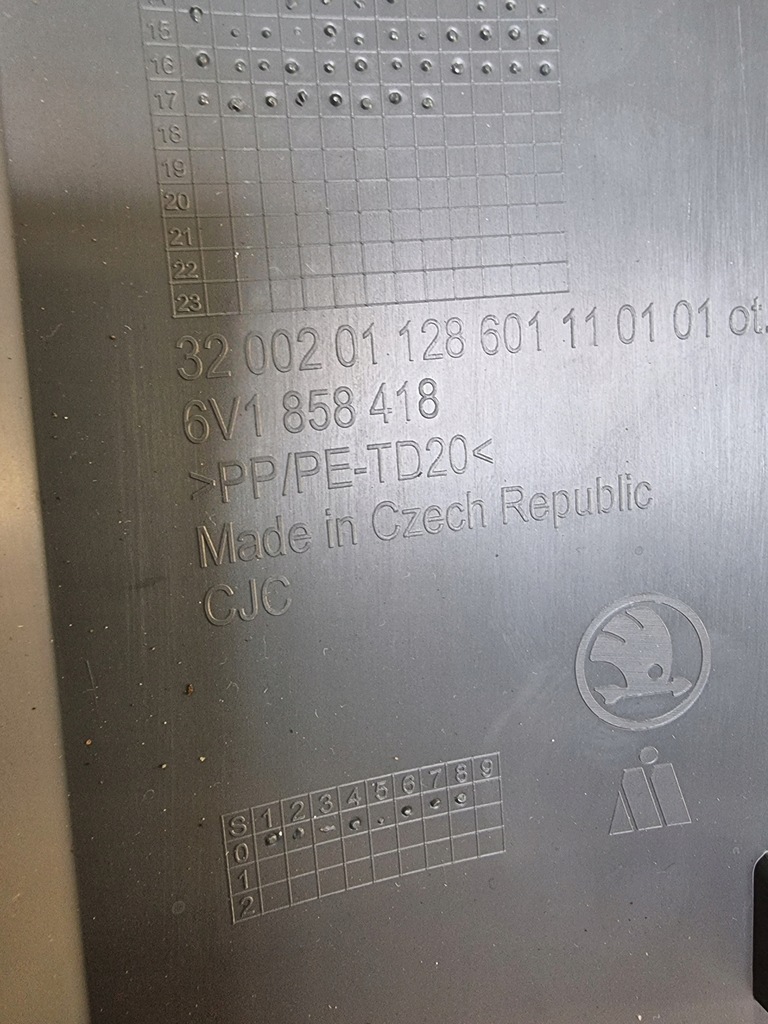 15
16
17
18
19
20
21
22
23
32 002 01 128 601 11 01 01 ot.
6V1 858 418
>PP/PE-TD20<
Made in Czech Republic
CJC
S 1 2 3 4 5 6 7 8 9
0
1
2